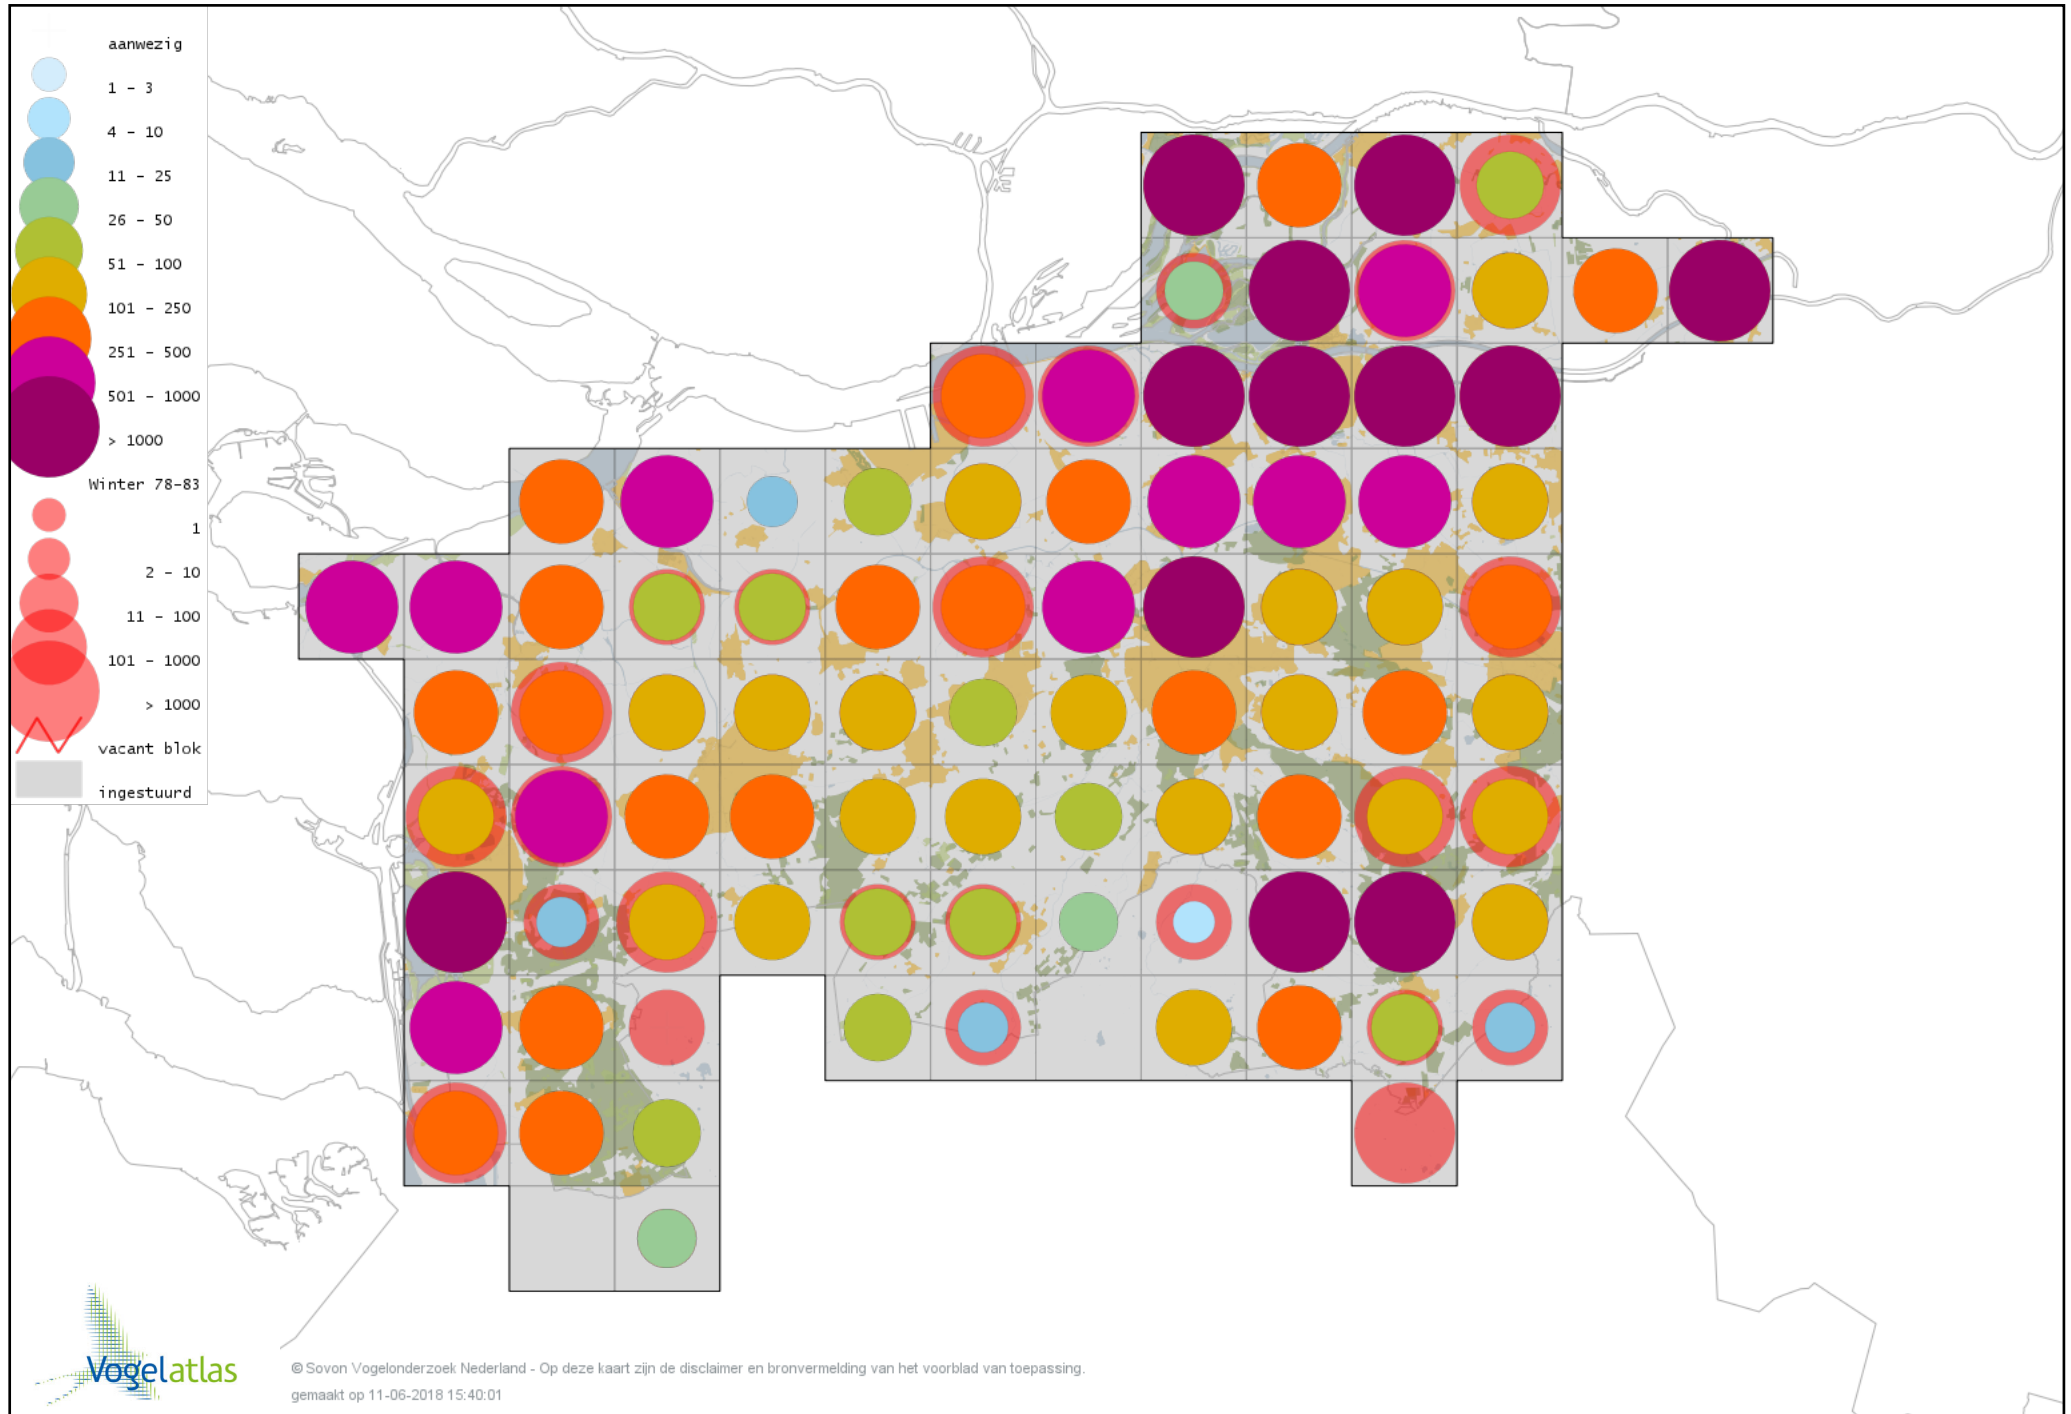 aanwezig
1 - 3
4 - 10
11 - 25
26 - 50
51 - 100
101 - 250
251 - 500
501 - 1000
> 1000
Winter 78-83
1
2 - 10
11 - 100
101 - 1000
> 1000
vacant blok
ingestuurd
Vogelatlas
© Sovon Vogelonderzoek Nederland - Op deze kaart zijn de disclaimer en bronvermelding van het voorblad van toepassing.
gemaakt op 11-06-2018 15:40:01